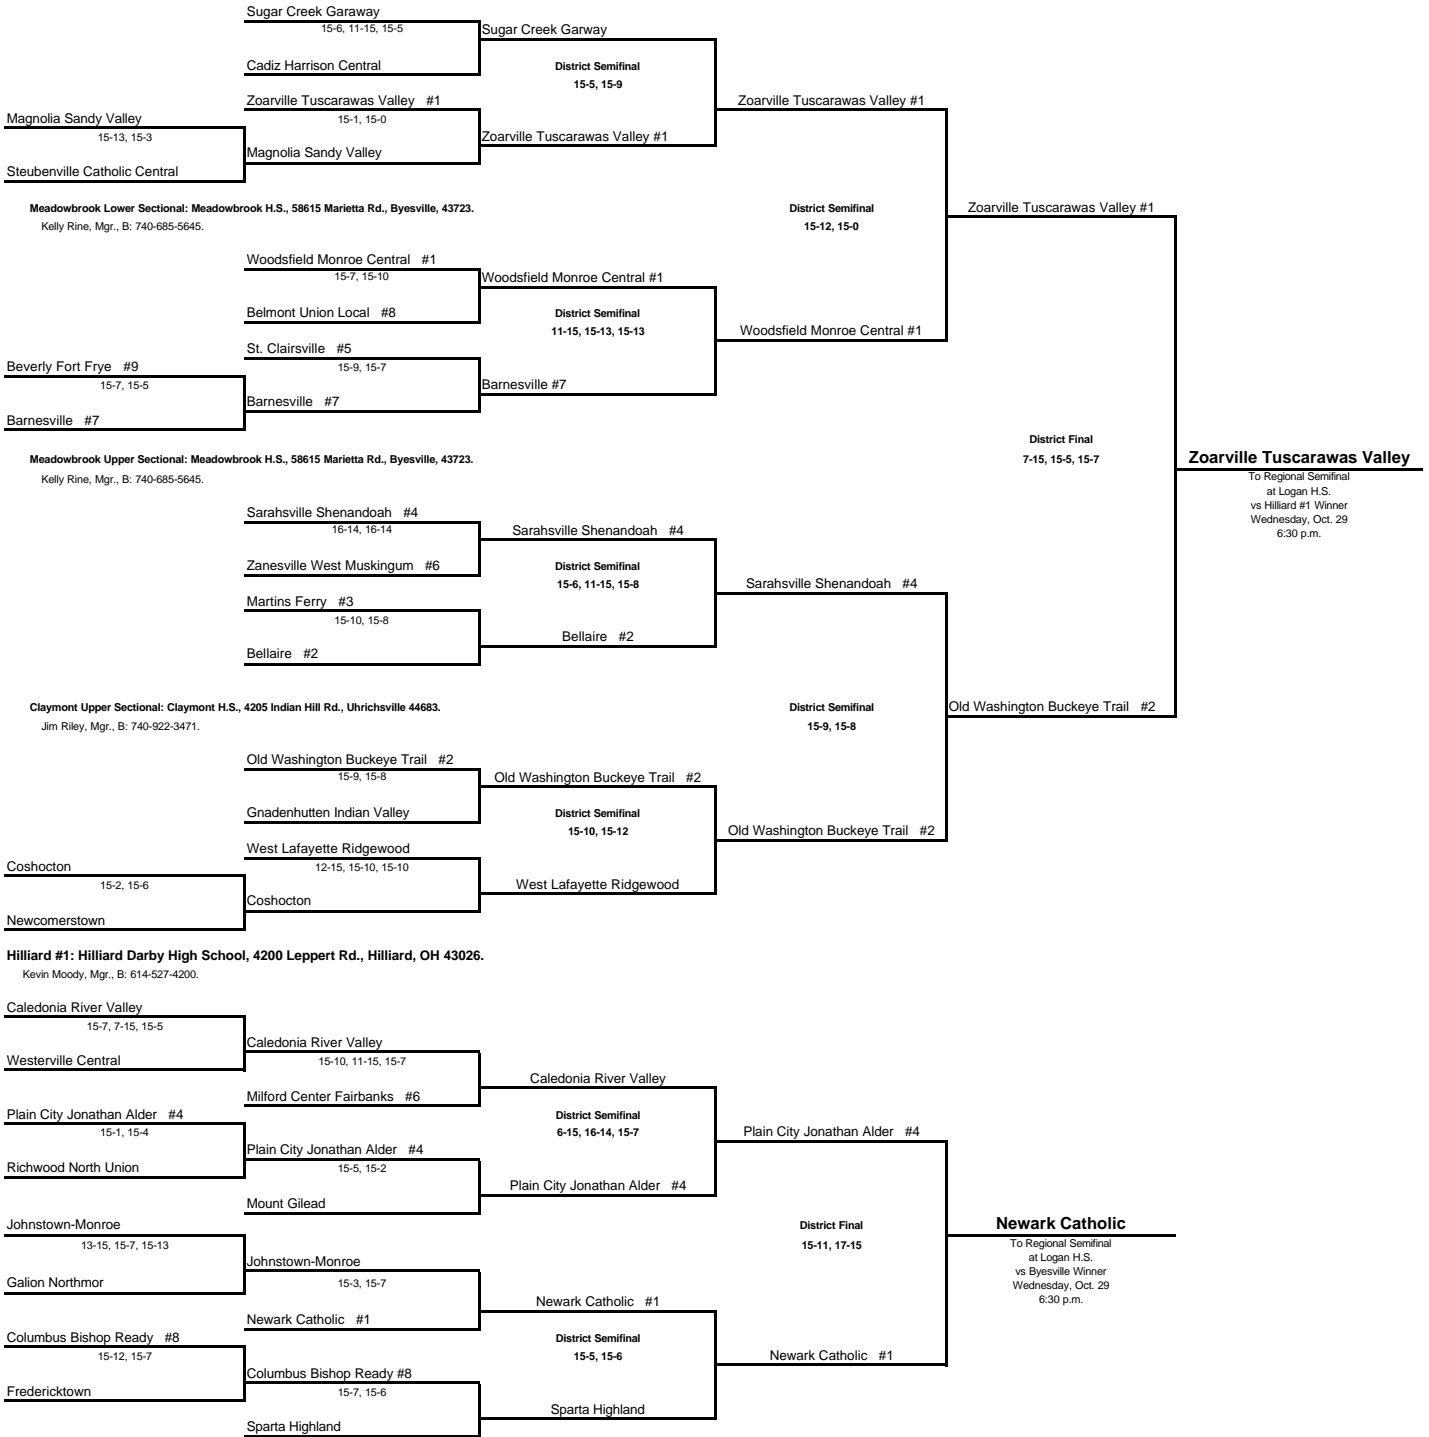 Sugar Creek Garaway
15-6, 11-15, 15-5
Sugar Creek Garway
Cadiz Harrison Central
District Semifinal
15-5, 15-9
Zoarville Tuscarawas Valley #1
Zoarville Tuscarawas Valley #1
Magnolia Sandy Valley
15-1, 15-0
15-13, 15-3
Zoarville Tuscarawas Valley #1
Magnolia Sandy Valley
Steubenville Catholic Central
Meadowbrook Lower Sectional: Meadowbrook H.S., 58615 Marietta Rd., Byesville, 43723.
District Semifinal
Zoarville Tuscarawas Valley #1
Kelly Rine, Mgr., B: 740-685-5645.
15-12, 15-0
Woodsfield Monroe Central #1
15-7, 15-10
Woodsfield Monroe Central #1
Belmont Union Local #8
District Semifinal
11-15, 15-13, 15-13
Woodsfield Monroe Central #1
St. Clairsville #5
Beverly Fort Frye #9
15-9, 15-7
15-7, 15-5
Barnesville #7
Barnesville #7
Barnesville #7
District Final
Meadowbrook Upper Sectional: Meadowbrook H.S., 58615 Marietta Rd., Byesville, 43723.
7-15, 15-5, 15-7
Zoarville Tuscarawas Valley
Kelly Rine, Mgr., B: 740-685-5645.
To Regional Semifinal
at Logan H.S.
vs Hilliard #1 Winner
Wednesday, Oct. 29
6:30 p.m.
Sarahsville Shenandoah #4
16-14, 16-14
Sarahsville Shenandoah #4
Zanesville West Muskingum #6
District Semifinal
15-6, 11-15, 15-8
Sarahsville Shenandoah #4
Martins Ferry #3
15-10, 15-8
Bellaire #2
Bellaire #2
Claymont Upper Sectional: Claymont H.S., 4205 Indian Hill Rd., Uhrichsville 44683.
District Semifinal
Old Washington Buckeye Trail #2
Jim Riley, Mgr., B: 740-922-3471.
15-9, 15-8
Old Washington Buckeye Trail #2
15-9, 15-8
Old Washington Buckeye Trail #2
Gnadenhutten Indian Valley
District Semifinal
15-10, 15-12
Old Washington Buckeye Trail #2
West Lafayette Ridgewood
Coshocton
12-15, 15-10, 15-10
15-2, 15-6
West Lafayette Ridgewood
Coshocton
Newcomerstown
Hilliard #1: Hilliard Darby High School, 4200 Leppert Rd., Hilliard, OH 43026.
Kevin Moody, Mgr., B: 614-527-4200.
Caledonia River Valley
15-7, 7-15, 15-5
Caledonia River Valley
Westerville Central
15-10, 11-15, 15-7
Caledonia River Valley
Milford Center Fairbanks #6
Plain City Jonathan Alder #4
District Semifinal
15-1, 15-4
6-15, 16-14, 15-7
Plain City Jonathan Alder #4
Plain City Jonathan Alder #4
Richwood North Union
15-5, 15-2
Plain City Jonathan Alder #4
Mount Gilead
Johnstown-Monroe
District Final
Newark Catholic
13-15, 15-7, 15-13
15-11, 17-15
To Regional Semifinal
at Logan H.S.
vs Byesville Winner
Wednesday, Oct. 29
6:30 p.m.
Johnstown-Monroe
Galion Northmor
15-3, 15-7
Newark Catholic #1
Newark Catholic #1
Columbus Bishop Ready #8
District Semifinal
15-12, 15-7
15-5, 15-6
Newark Catholic #1
Columbus Bishop Ready #8
Fredericktown
15-7, 15-6
Sparta Highland
Sparta Highland